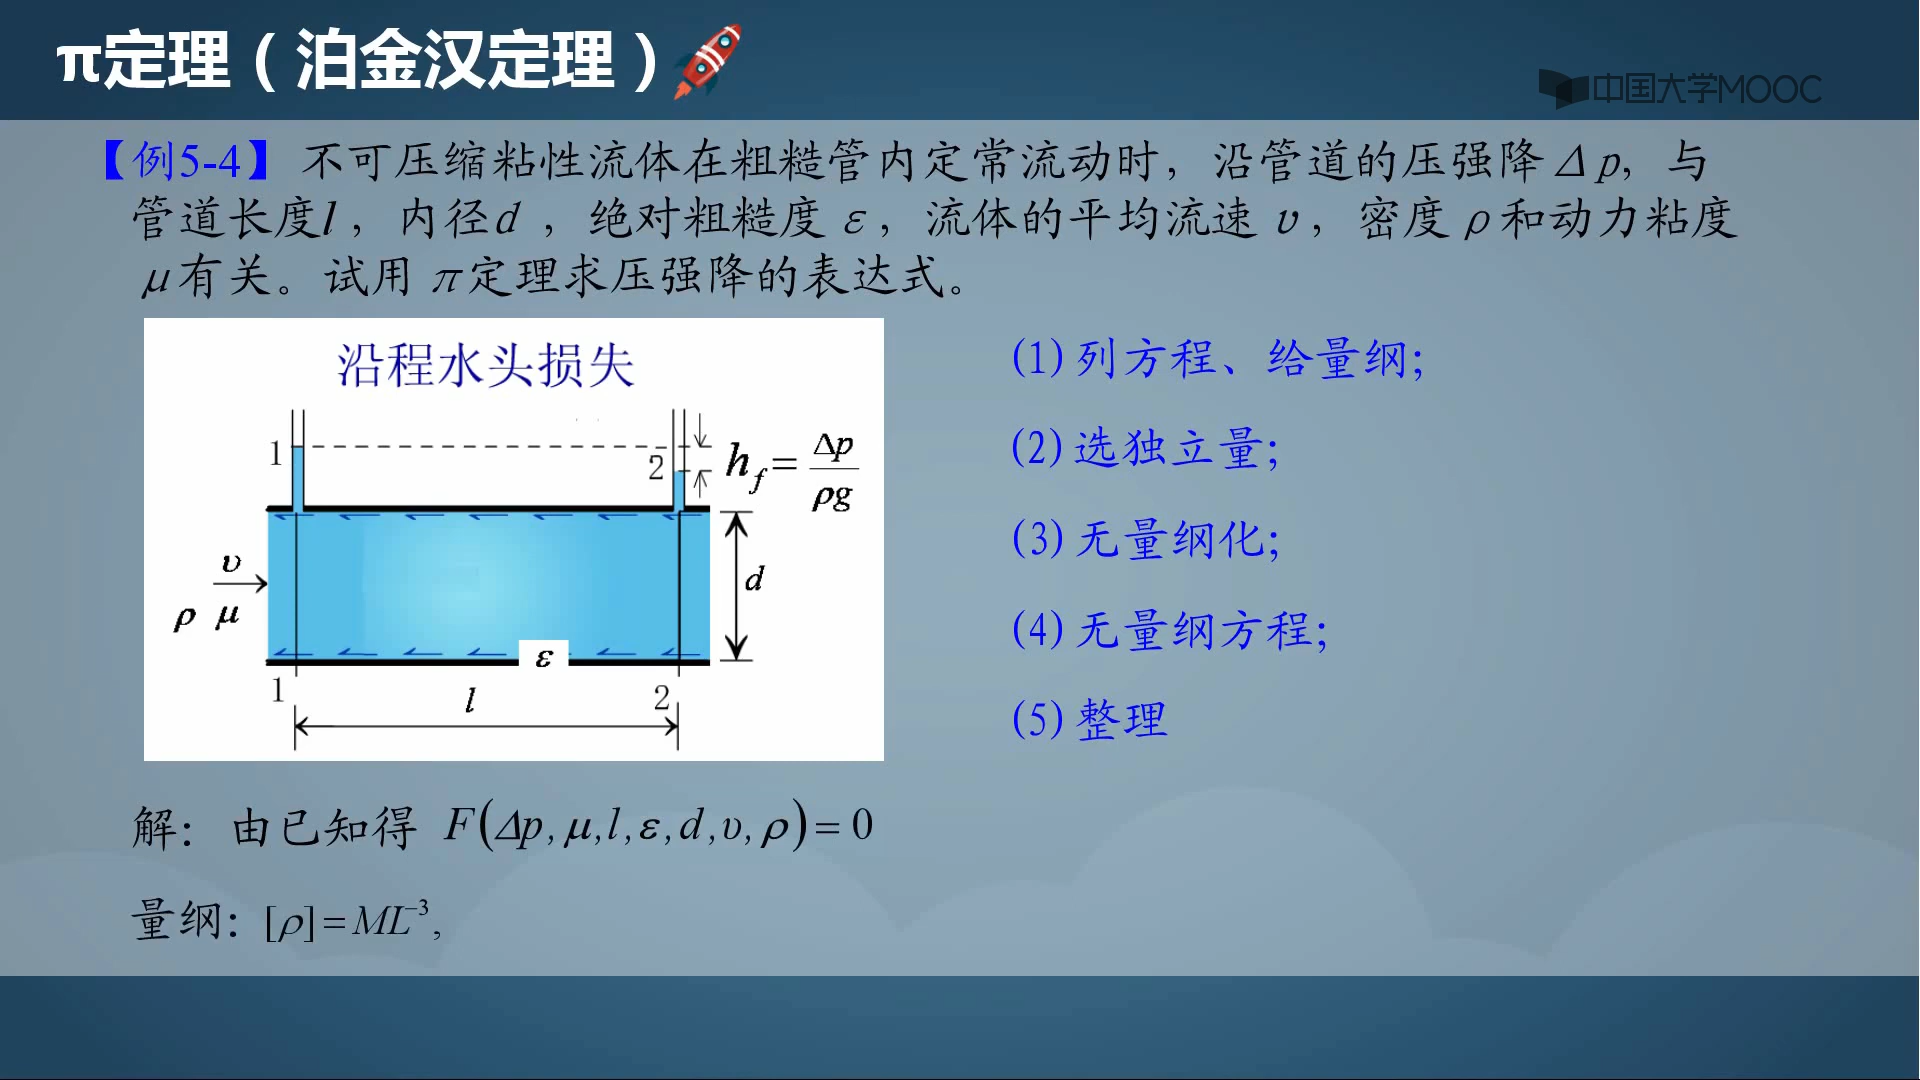 π定理（泊金汉定理）
中国大学MOOC
【例5-4】 不可压缩粘性流体在粗糙管内定常流动时，沿管道的压强降Δp，与
管道长度l，内径d ，绝对粗糙度 ε，流体的平均流速 υ，密度ρ和动力粘度
μ有关。试用 π定理求压强降的表达式。
沿程水头损失
1
2
h_f = Δp/ρg
υ
ρ μ
d
ε
1
l
2
(1) 列方程、给量纲；
(2) 选独立量；
(3) 无量纲化；
(4) 无量纲方程；
(5) 整理
解：由已知得 F(Δp,μ,l,ε,d,υ,ρ)=0
量纲：[ρ]=ML⁻³,